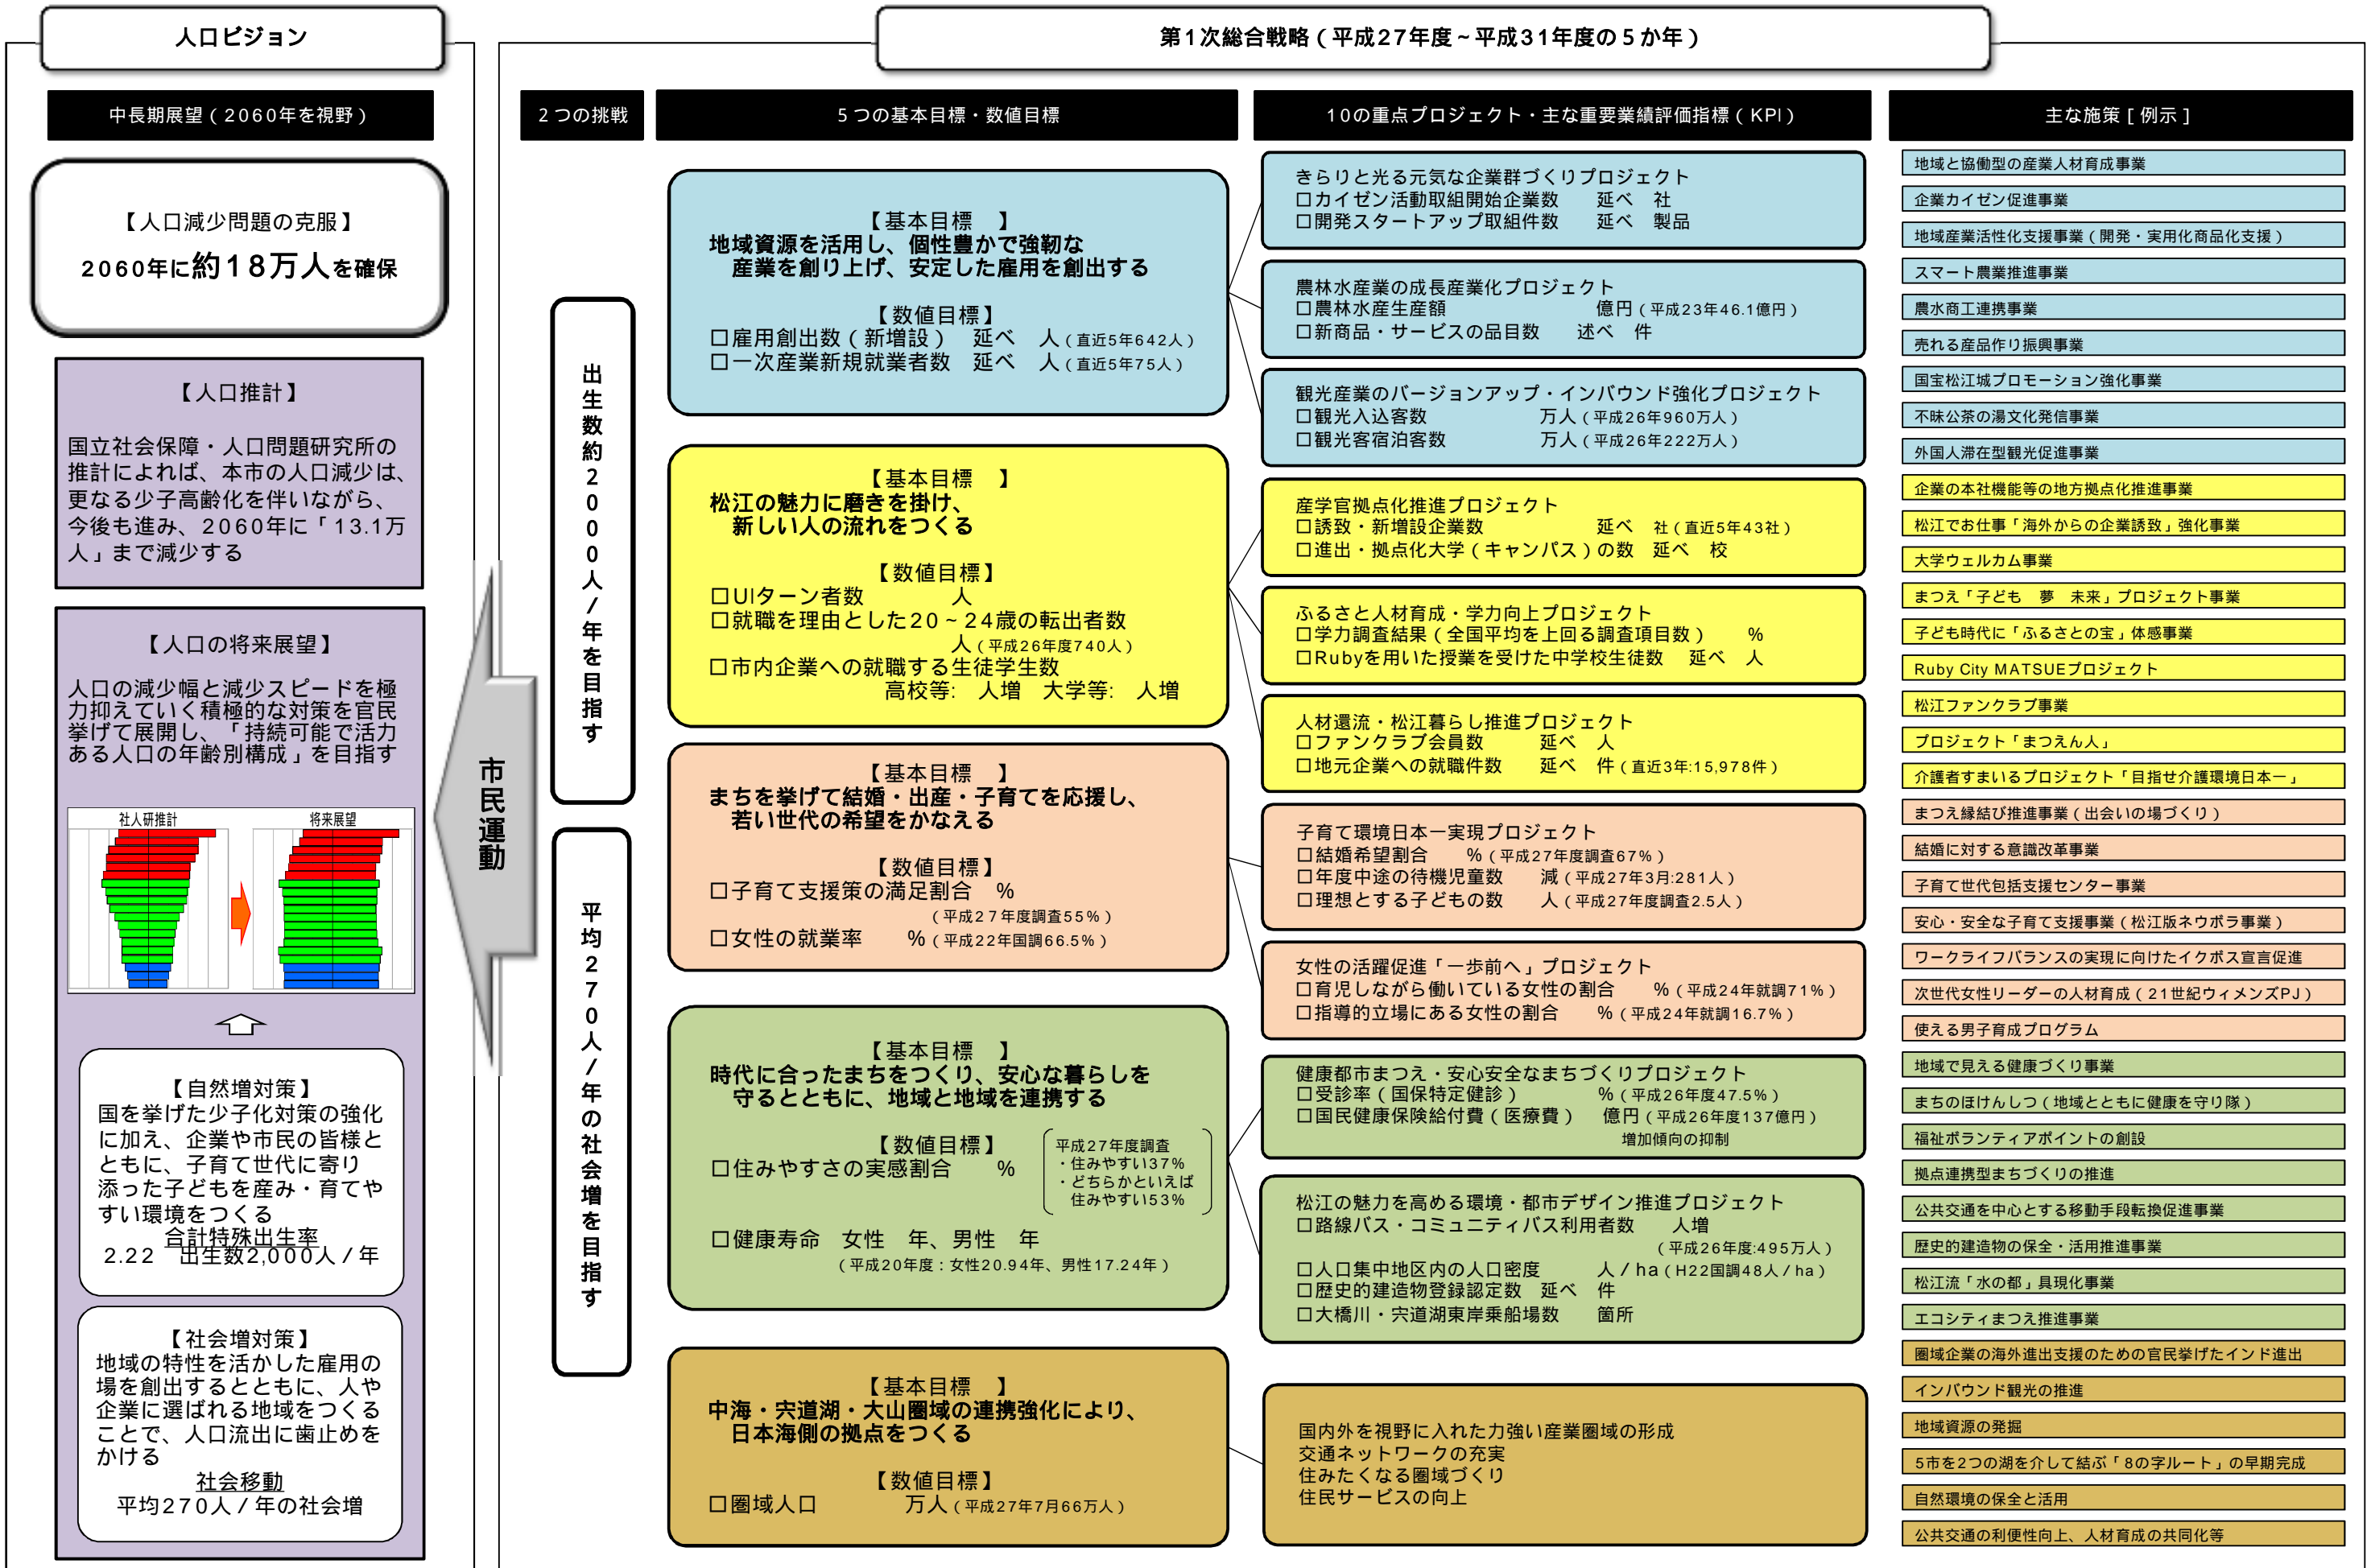 人口ビジョン
中長期展望（2060年を視野）
【人口減少問題の克服】
2060年に約18万人を確保
【人口推計】
国立社会保障・人口問題研究所の
推計によれば、本市の人口減少は、
更なる少子高齢化を伴いながら、
今後も進み、2060年に「13.1万
人」まで減少する
【人口の将来展望】
人口の減少幅と減少スピードを極
力抑えていく積極的な対策を官民
挙げて展開し、「持続可能で活力
ある人口の年齢別構成」を目指す
社人研推計
将来展望
【自然増対策】
国を挙げた少子化対策の強化
に加え、企業や市民の皆様と
ともに、子育て世代に寄り
添った子どもを産み・育てや
すい環境をつくる
合計特殊出生率
2.22　出生数2,000人／年
【社会増対策】
地域の特性を活かした雇用の
場を創出するとともに、人や
企業に選ばれる地域をつくる
ことで、人口流出に歯止めを
かける
社会移動
平均270人／年の社会増
市民運動
第1次総合戦略（平成27年度～平成31年度の5か年）
2つの挑戦
出生数約2000人／年を目指す
平均270人／年の社会増を目指す
5つの基本目標・数値目標
【基本目標　】
地域資源を活用し、個性豊かで強靭な
産業を創り上げ、安定した雇用を創出する
【数値目標】
□雇用創出数（新増設）　延べ　人（直近5年642人）
□一次産業新規就業者数　延べ　人（直近5年75人）
【基本目標　】
松江の魅力に磨きを掛け、
新しい人の流れをつくる
【数値目標】
□UIターン者数　　　　人
□就職を理由とした20～24歳の転出者数
人（平成26年度740人）
□市内企業への就職する生徒学生数
高校等:　人増　大学等:　人増
【基本目標　】
まちを挙げて結婚・出産・子育てを応援し、
若い世代の希望をかなえる
【数値目標】
□子育て支援策の満足割合　%
（平成27年度調査55%）
□女性の就業率　　%（平成22年国調66.5%）
【基本目標　】
時代に合ったまちをつくり、安心な暮らしを
守るとともに、地域と地域を連携する
【数値目標】
□住みやすさの実感割合　　%
平成27年度調査
・住みやすい37%
・どちらかといえば
住みやすい53%
□健康寿命　女性　年、男性　年
（平成20年度：女性20.94年、男性17.24年）
【基本目標　】
中海・宍道湖・大山圏域の連携強化により、
日本海側の拠点をつくる
【数値目標】
□圏域人口　　　　万人（平成27年7月66万人）
10の重点プロジェクト・主な重要業績評価指標（KPI）
きらりと光る元気な企業群づくりプロジェクト
□カイゼン活動取組開始企業数　　延べ　社
□開発スタートアップ取組件数　　延べ　製品
農林水産業の成長産業化プロジェクト
□農林水産生産額　　　　　　　　億円（平成23年46.1億円）
□新商品・サービスの品目数　　述べ　件
観光産業のバージョンアップ・インバウンド強化プロジェクト
□観光入込客数　　　　　　万人（平成26年960万人）
□観光客宿泊客数　　　　　万人（平成26年222万人）
産学官拠点化推進プロジェクト
□誘致・新増設企業数　　　　　　延べ　社（直近5年43社）
□進出・拠点化大学（キャンパス）の数　延べ　校
ふるさと人材育成・学力向上プロジェクト
□学力調査結果（全国平均を上回る調査項目数）　　%
□Rubyを用いた授業を受けた中学校生徒数　延べ　人
人材還流・松江暮らし推進プロジェクト
□ファンクラブ会員数　　　延べ　人
□地元企業への就職件数　　延べ　件（直近3年:15,978件）
子育て環境日本一実現プロジェクト
□結婚希望割合　　%（平成27年度調査67%）
□年度中途の待機児童数　　減（平成27年3月:281人）
□理想とする子どもの数　　人（平成27年度調査2.5人）
女性の活躍促進「一歩前へ」プロジェクト
□育児しながら働いている女性の割合　　%（平成24年就調71%）
□指導的立場にある女性の割合　　%（平成24年就調16.7%）
健康都市まつえ・安心安全なまちづくりプロジェクト
□受診率（国保特定健診）　　　　%（平成26年度47.5%）
□国民健康保険給付費（医療費）　億円（平成26年度137億円）
増加傾向の抑制
松江の魅力を高める環境・都市デザイン推進プロジェクト
□路線バス・コミュニティバス利用者数　　人増
（平成26年度:495万人）
□人口集中地区内の人口密度　　　人／ha（H22国調48人／ha）
□歴史的建造物登録認定数　延べ　件
□大橋川・宍道湖東岸乗船場数　　箇所
国内外を視野に入れた力強い産業圏域の形成
交通ネットワークの充実
住みたくなる圏域づくり
住民サービスの向上
主な施策［例示］
地域と協働型の産業人材育成事業
企業カイゼン促進事業
地域産業活性化支援事業（開発・実用化商品化支援）
スマート農業推進事業
農水商工連携事業
売れる産品作り振興事業
国宝松江城プロモーション強化事業
不昧公茶の湯文化発信事業
外国人滞在型観光促進事業
企業の本社機能等の地方拠点化推進事業
松江でお仕事「海外からの企業誘致」強化事業
大学ウェルカム事業
まつえ「子ども　夢　未来」プロジェクト事業
子ども時代に「ふるさとの宝」体感事業
Ruby City MATSUEプロジェクト
松江ファンクラブ事業
プロジェクト「まつえん人」
介護者すまいるプロジェクト「目指せ介護環境日本一」
まつえ縁結び推進事業（出会いの場づくり）
結婚に対する意識改革事業
子育て世代包括支援センター事業
安心・安全な子育て支援事業（松江版ネウボラ事業）
ワークライフバランスの実現に向けたイクボス宣言促進
次世代女性リーダーの人材育成（21世紀ウィメンズPJ）
使える男子育成プログラム
地域で見える健康づくり事業
まちのほけんしつ（地域とともに健康を守り隊）
福祉ボランティアポイントの創設
拠点連携型まちづくりの推進
公共交通を中心とする移動手段転換促進事業
歴史的建造物の保全・活用推進事業
松江流「水の都」具現化事業
エコシティまつえ推進事業
圏域企業の海外進出支援のための官民挙げたインド進出
インバウンド観光の推進
地域資源の発掘
5市を2つの湖を介して結ぶ「8の字ルート」の早期完成
自然環境の保全と活用
公共交通の利便性向上、人材育成の共同化等